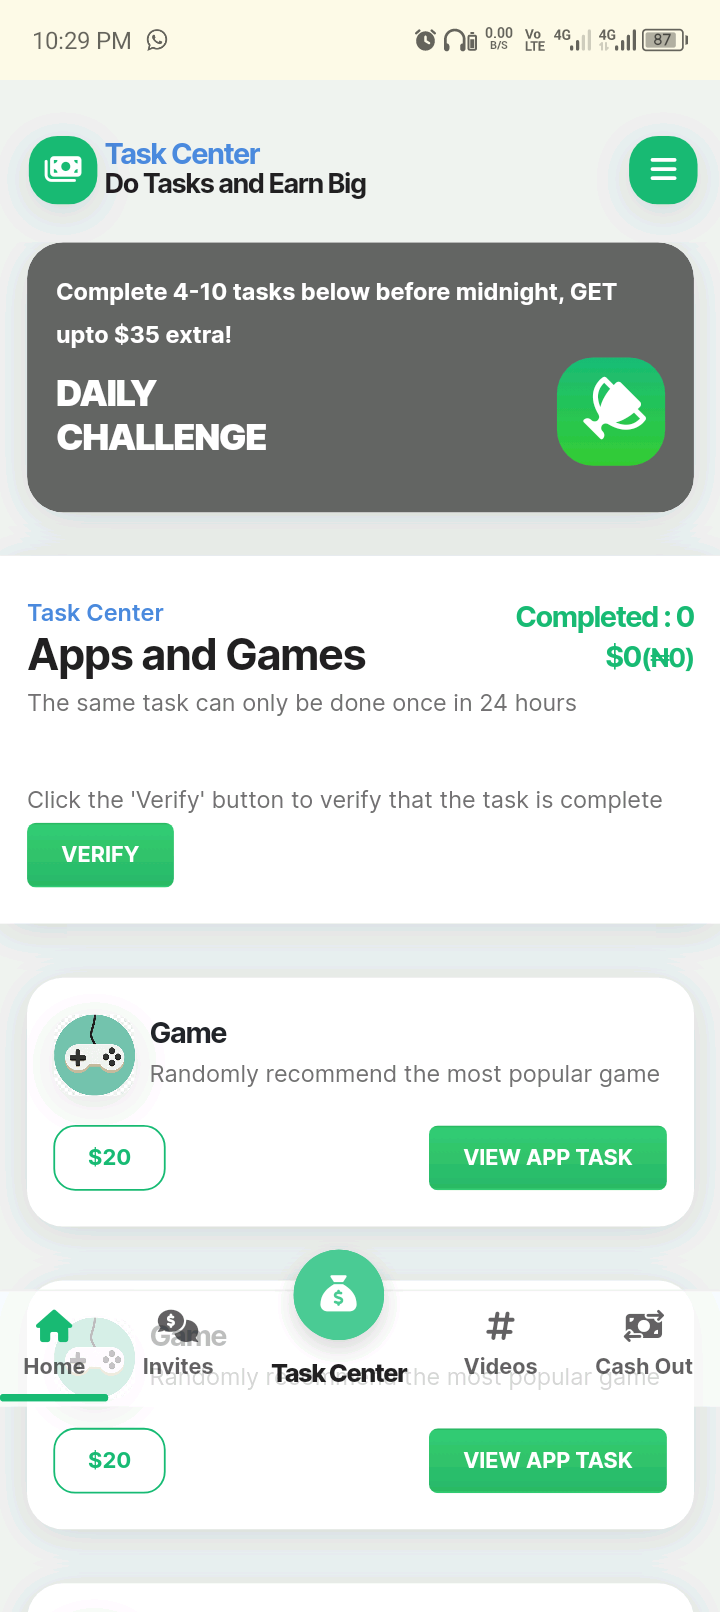 10:29 PM
0.00
B/S
Vo
LTE
4G
4G
87
Task Center
Do Tasks and Earn Big
Complete 4-10 tasks below before midnight, GET
upto $35 extra!
DAILY
CHALLENGE
Task Center
Completed : 0
Apps and Games
$0(₦0)
The same task can only be done once in 24 hours
Click the 'Verify' button to verify that the task is complete
VERIFY
Game
Randomly recommend the most popular game
$20
VIEW APP TASK
Game
Randomly recommend the most popular game
Home
Invites
Task Center
Videos
Cash Out
$20
VIEW APP TASK